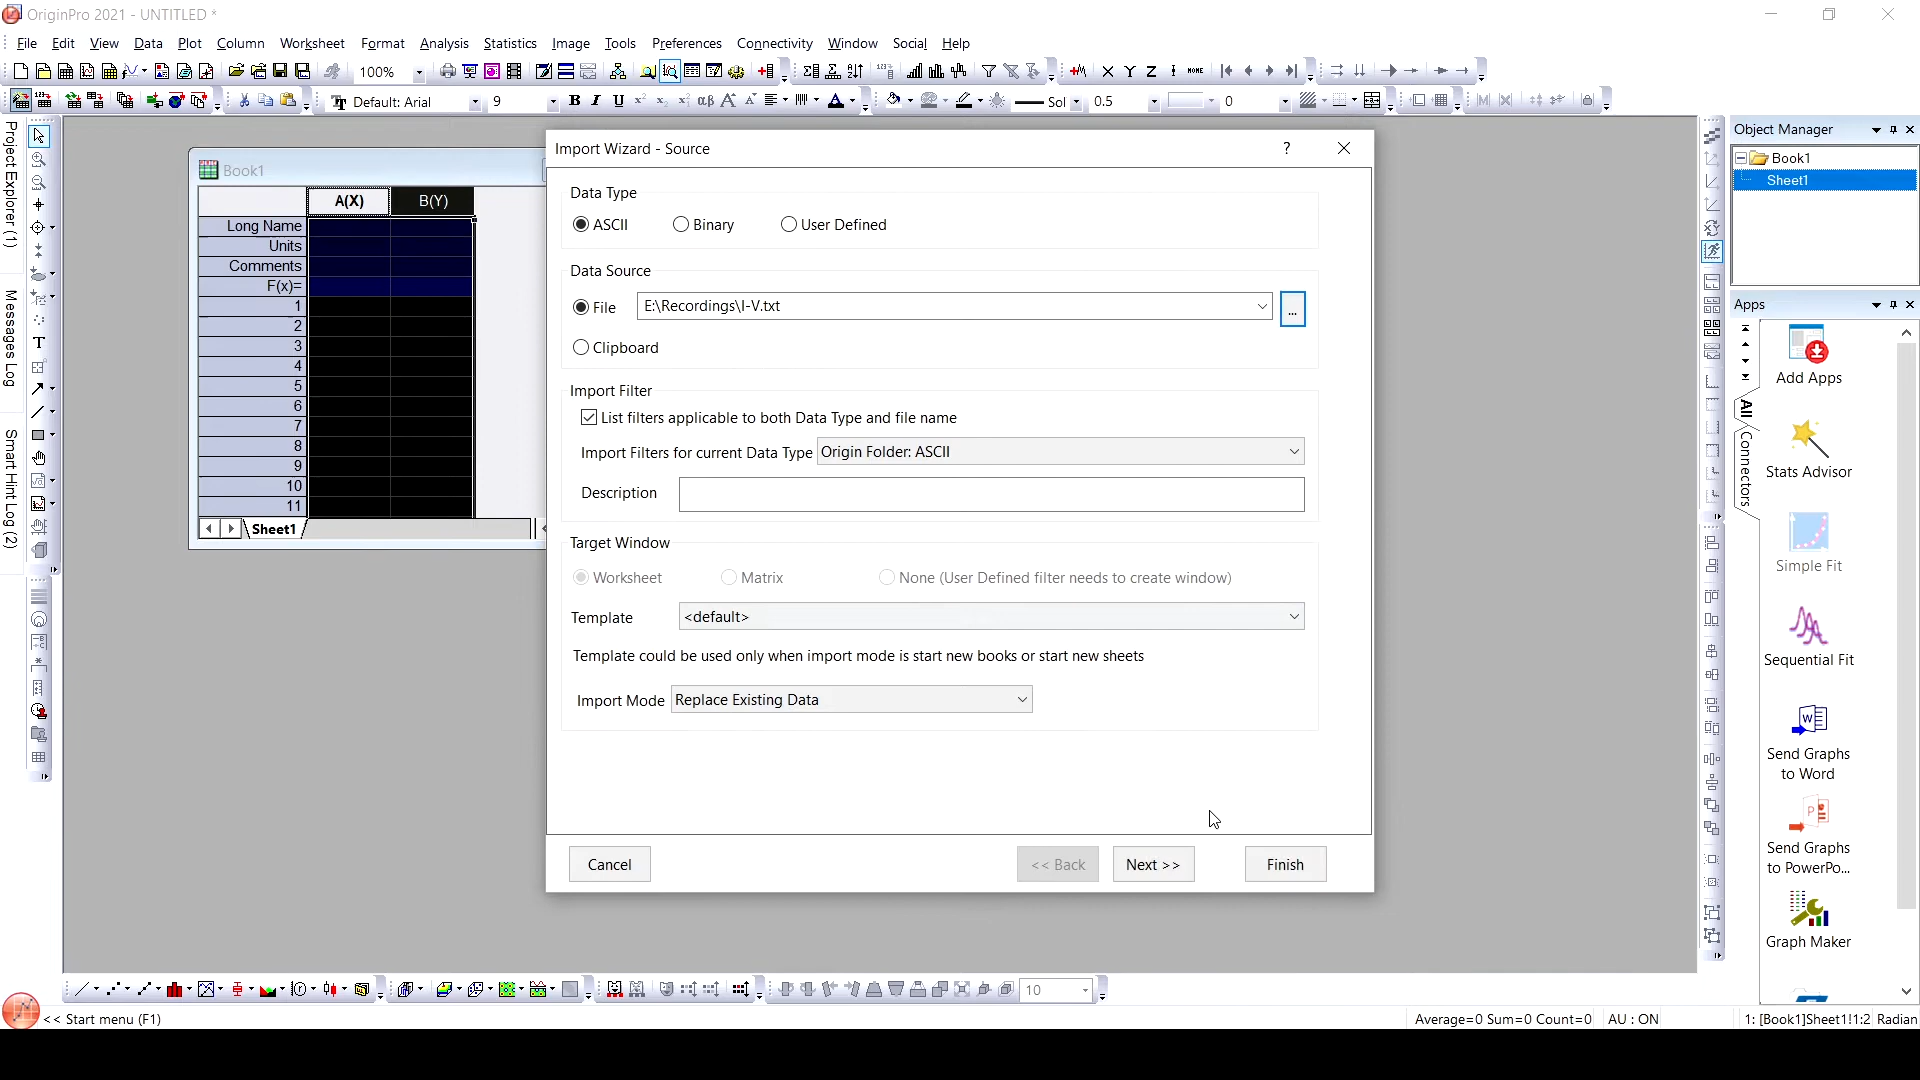 OriginPro 2021 - UNTITLED *
File Edit View Data Plot Column Worksheet Format Analysis Statistics Image Tools Preferences Connectivity Window Social Help
100%
Default: Arial 9 B I U Sol 0.5 0
Project Explorer (1)
Messages Log
Smart Hint Log (2)
Book1
A(X) B(Y)
Long Name
Units
Comments
F(x)=
1
2
3
4
5
6
7
8
9
10
11
Sheet1
Import Wizard - Source
Data Type
ASCII Binary User Defined
Data Source
File E:\Recordings\I-V.txt ...
Clipboard
Import Filter
List filters applicable to both Data Type and file name
Import Filters for current Data Type Origin Folder: ASCII
Description
Target Window
Worksheet Matrix None (User Defined filter needs to create window)
Template <default>
Template could be used only when import mode is start new books or start new sheets
Import Mode Replace Existing Data
Cancel << Back Next >> Finish
Object Manager
Book1
Sheet1
Apps
All
Connectors
Add Apps
Stats Advisor
Simple Fit
Sequential Fit
Send Graphs
to Word
Send Graphs
to PowerPo...
Graph Maker
10
<< Start menu (F1)
Average=0 Sum=0 Count=0 AU : ON 1: [Book1]Sheet1!1:2 Radian